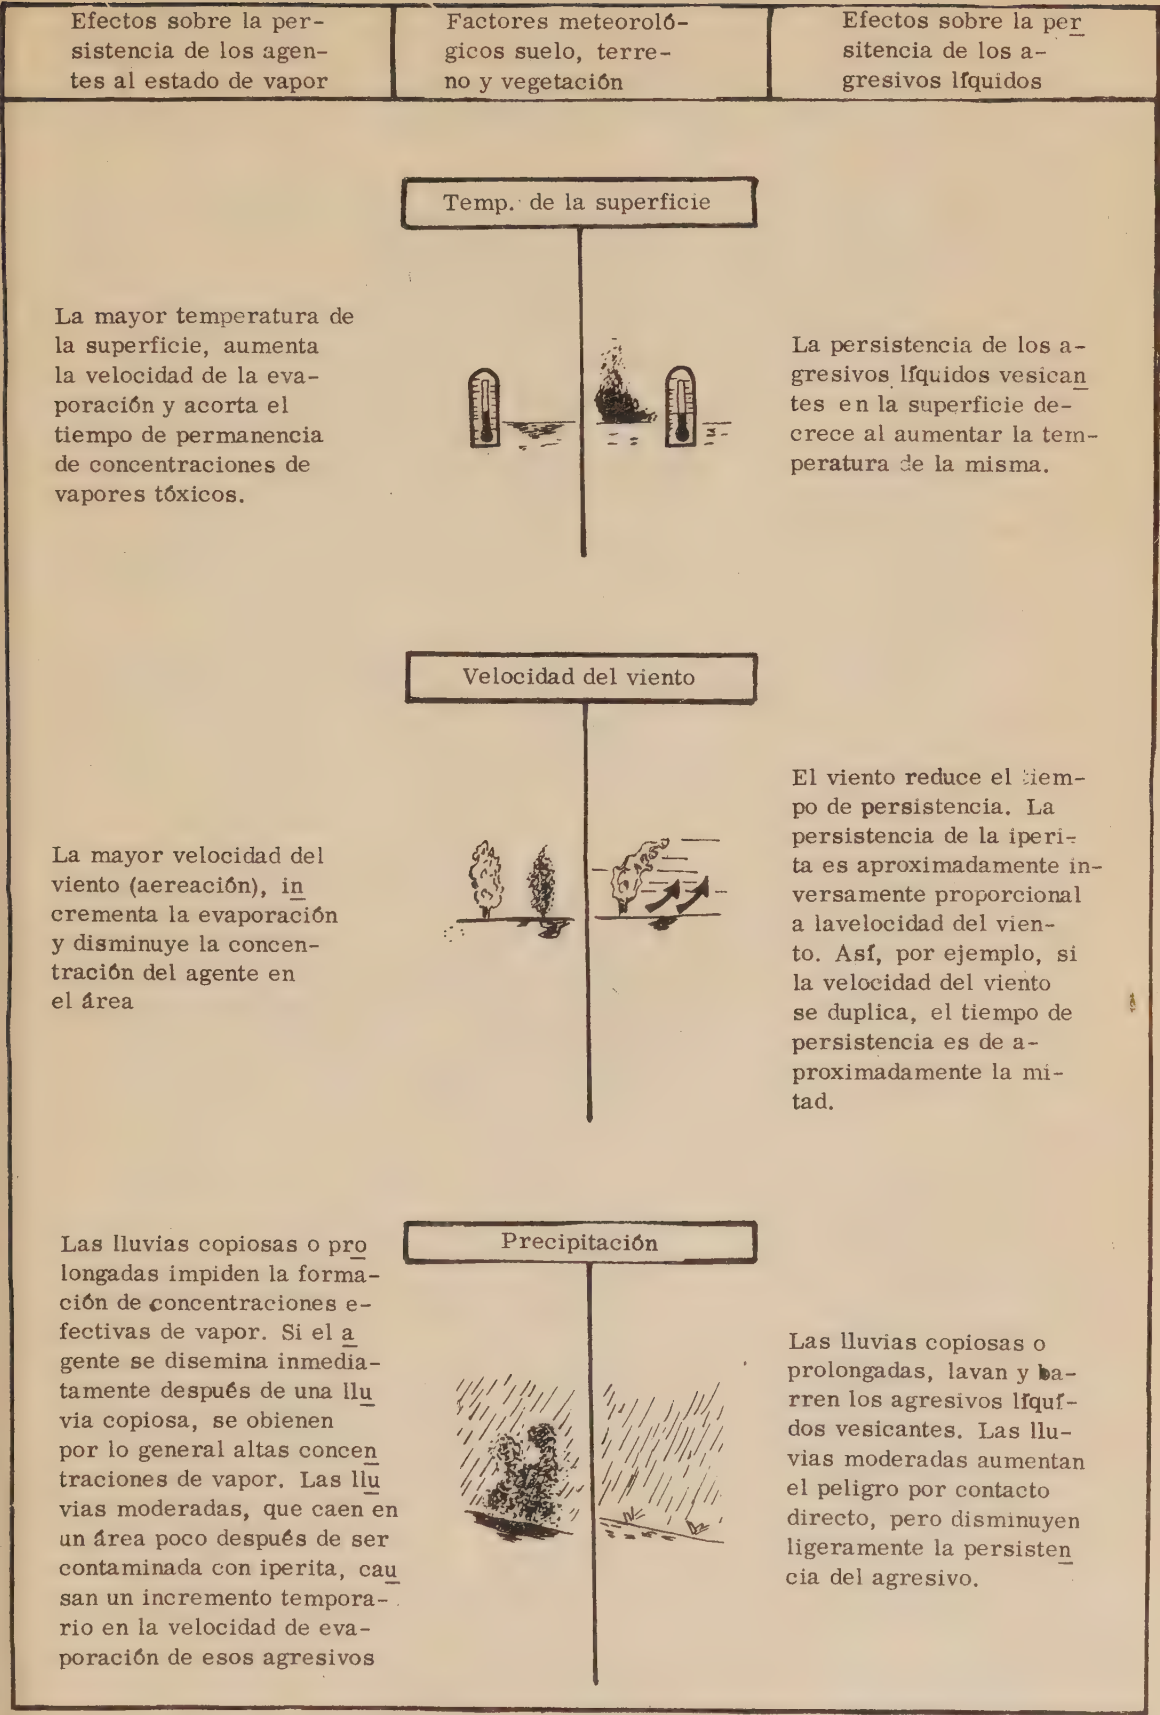 Efectos sobre la per-
sistencia de los agen-
tes al estado de vapor
Factores meteoroló-
gicos suelo, terre-
no y vegetación
Efectos sobre la per
sitencia de los a-
gresivos líquidos
Temp. de la superficie
La mayor temperatura de
la superficie, aumenta
la velocidad de la eva-
poración y acorta el
tiempo de permanencia
de concentraciones de
vapores tóxicos.
La persistencia de los a-
gresivos líquidos vesican
tes en la superficie de-
crece al aumentar la tem-
peratura de la misma.
Velocidad del viento
La mayor velocidad del
viento (aereación), in
crementa la evaporación
y disminuye la concen-
tración del agente en
el área
El viento reduce el tiem-
po de persistencia. La
persistencia de la iperi-
ta es aproximadamente in-
versamente proporcional
a lavelocidad del vien-
to. Así, por ejemplo, si
la velocidad del viento
se duplica, el tiempo de
persistencia es de a-
proximadamente la mi-
tad.
Precipitación
Las lluvias copiosas o pro
longadas impiden la forma-
ción de concentraciones e-
fectivas de vapor. Si el a
gente se disemina inmedia-
tamente después de una llu
via copiosa, se obienen
por lo general altas concen
traciones de vapor. Las llu
vias moderadas, que caen en
un área poco después de ser
contaminada con iperita, cau
san un incremento tempora-
rio en la velocidad de eva-
poración de esos agresivos
Las lluvias copiosas o
prolongadas, lavan y ba-
rren los agresivos líquí-
dos vesicantes. Las llu-
vias moderadas aumentan
el peligro por contacto
directo, pero disminuyen
ligeramente la persisten
cia del agresivo.